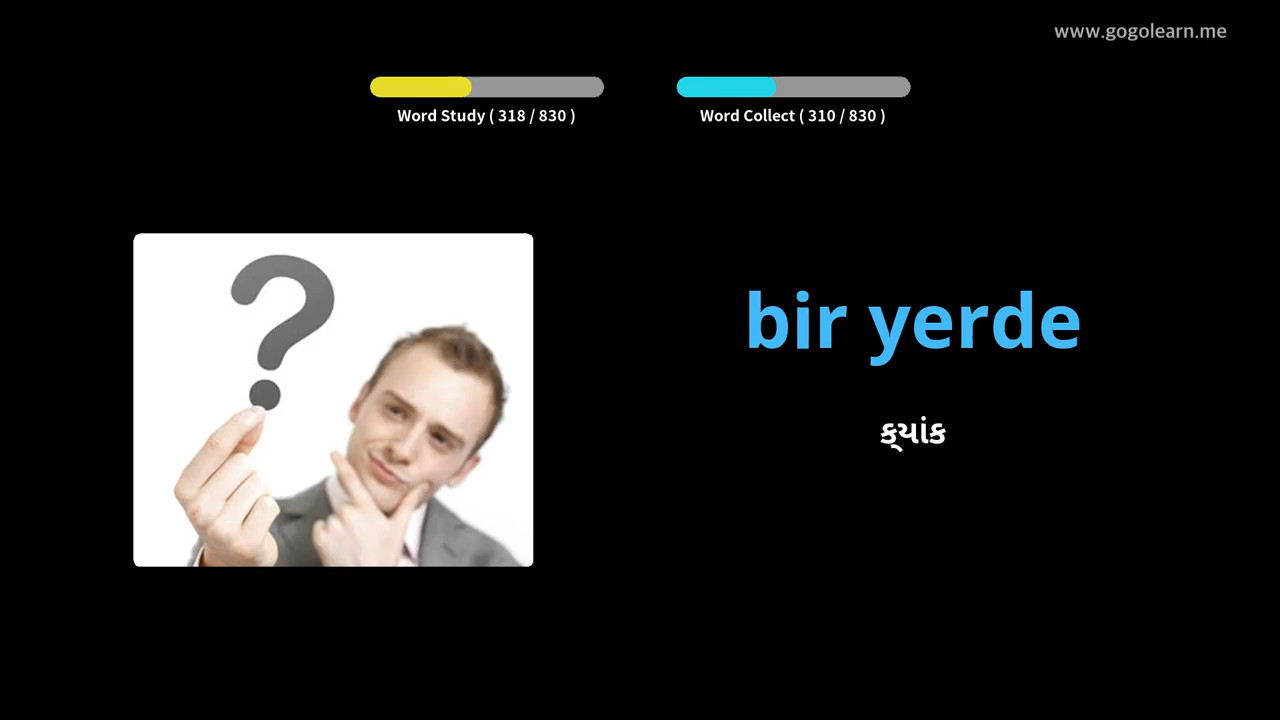 www.gogolearn.me
Word Study ( 318 / 830 )
Word Collect ( 310 / 830 )
?
bir yerde
ક્યાંક